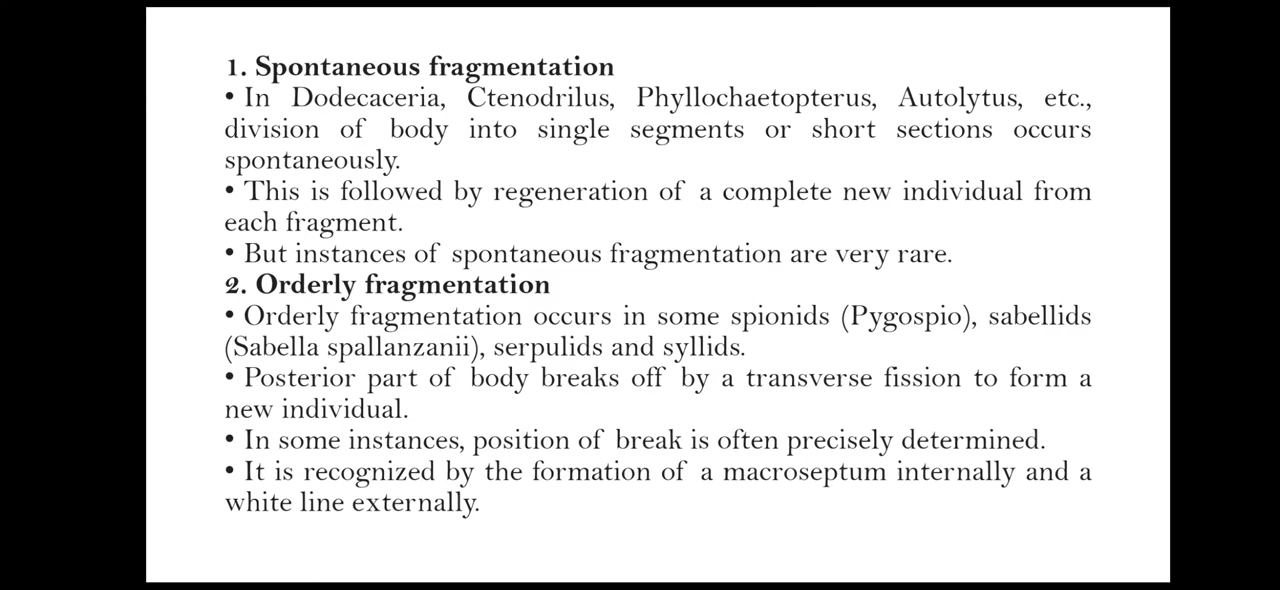 1. Spontaneous fragmentation
• In Dodecaceria, Ctenodrilus, Phyllochaetopterus, Autolytus, etc.,
division of body into single segments or short sections occurs
spontaneously.
• This is followed by regeneration of a complete new individual from
each fragment.
• But instances of spontaneous fragmentation are very rare.
2. Orderly fragmentation
• Orderly fragmentation occurs in some spionids (Pygospio), sabellids
(Sabella spallanzanii), serpulids and syllids.
• Posterior part of body breaks off by a transverse fission to form a
new individual.
• In some instances, position of break is often precisely determined.
• It is recognized by the formation of a macroseptum internally and a
white line externally.